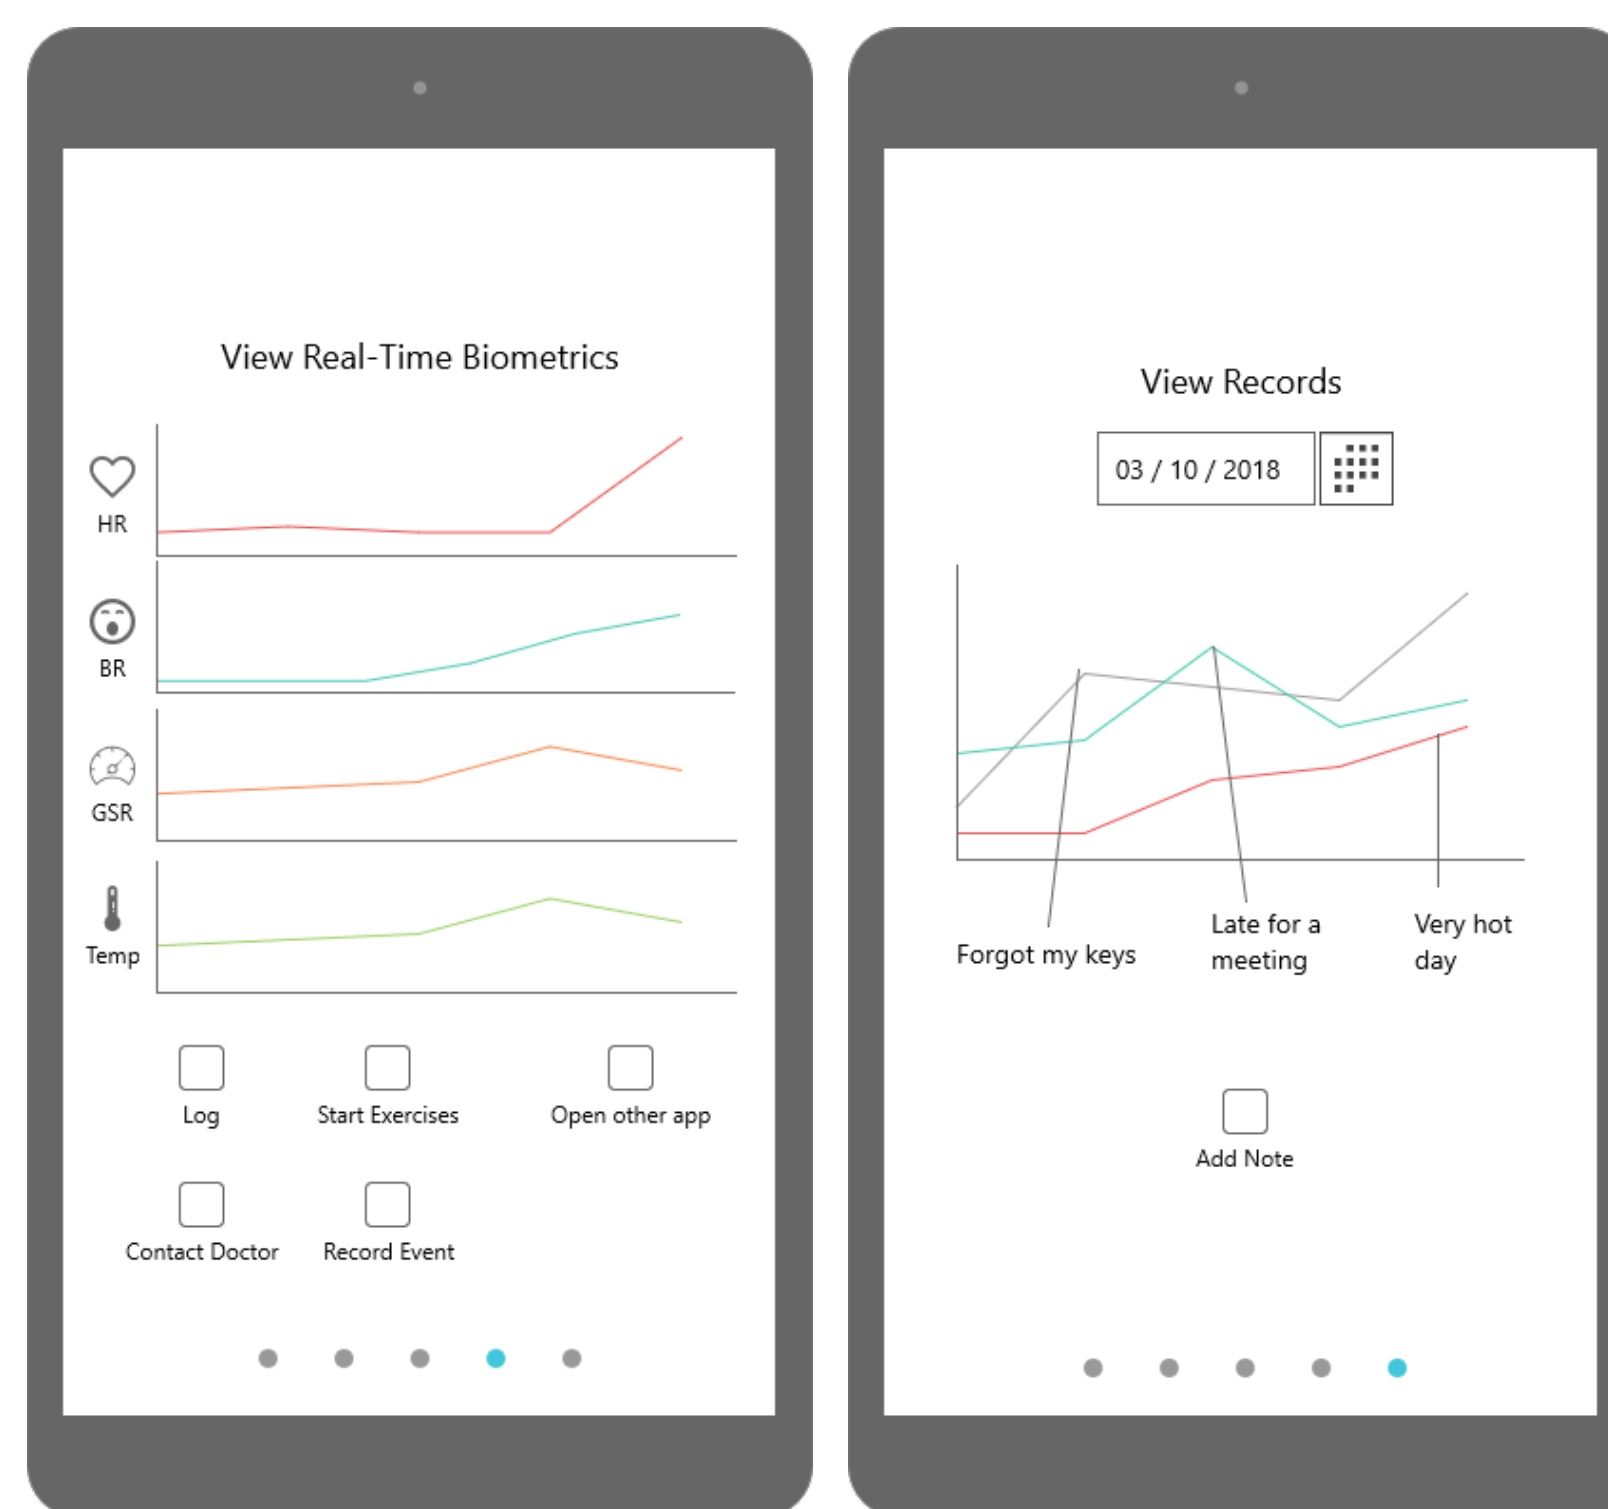 View Real-Time Biometrics
HR
BR
GSR
Temp
Log
Start Exercises
Open other app
Contact Doctor
Record Event
View Records
03 / 10 / 2018
Forgot my keys
Late for a
meeting
Very hot
day
Add Note